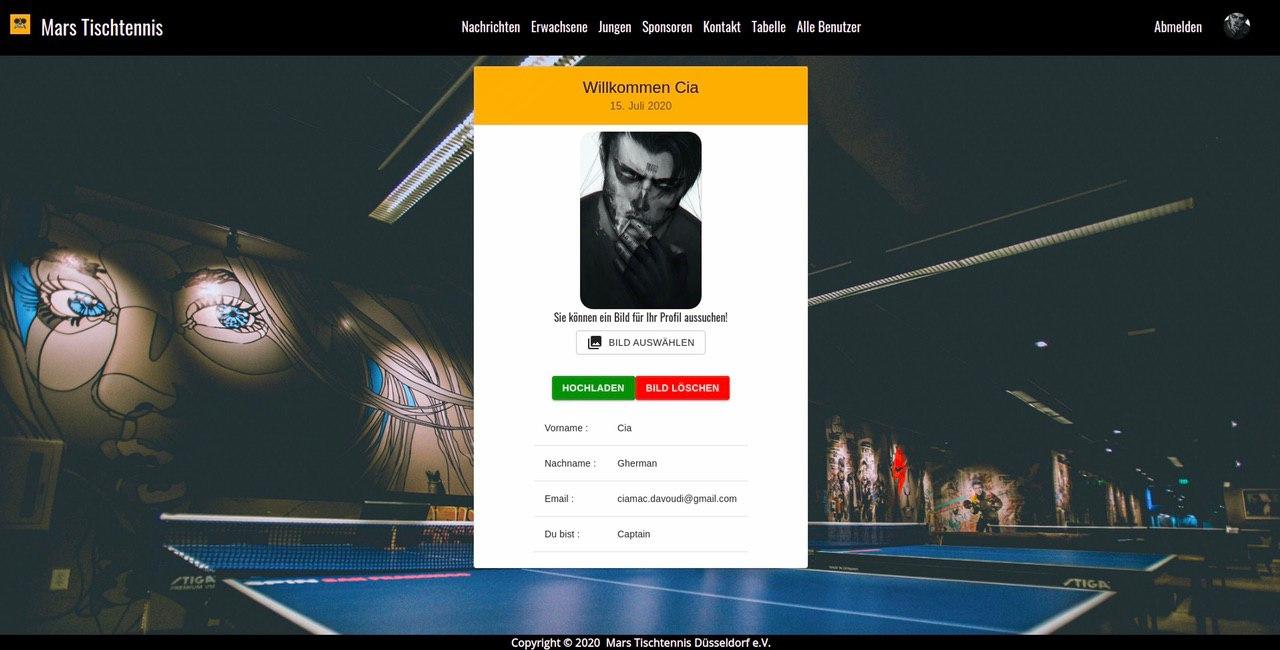 Mars Tischtennis
Nachrichten Erwachsene Jungen Sponsoren Kontakt Tabelle Alle Benutzer
Abmelden
Willkommen Cia
15. Juli 2020
Sie können ein Bild für Ihr Profil aussuchen!
BILD AUSWÄHLEN
HOCHLADEN BILD LÖSCHEN
Vorname : Cia
Nachname : Gherman
Email : ciamac.davoudi@gmail.com
Du bist : Captain
STIGA
PREMIUM VM
STIGA
Copyright © 2020 Mars Tischtennis Düsseldorf e.V.